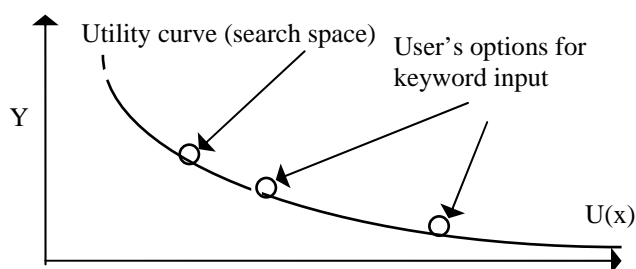 Utility curve (search space)
User's options for
keyword input
Y
U(x)